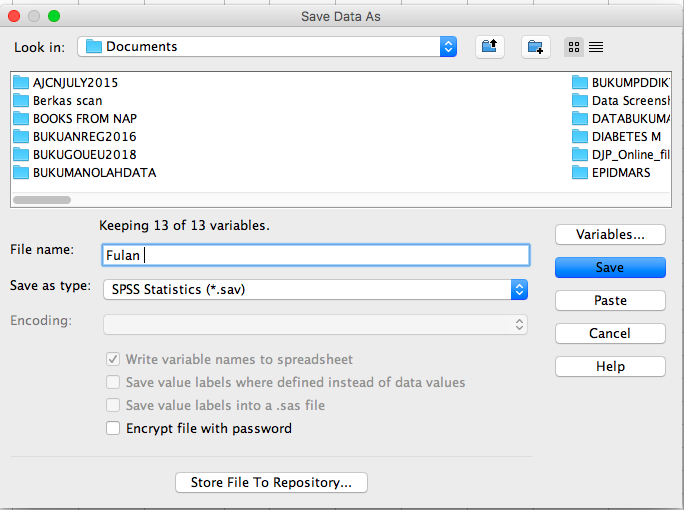 Save Data As
Look in: Documents
AJCNJULY2015
Berkas scan
BOOKS FROM NAP
BUKUANREG2016
BUKUGOUEU2018
BUKUMANOLAHDATA
BUKUMPDDIKT
Data Screensh
DATABUKUMA
DIABETES M
DJP_Online_fil
EPIDMARS
Keeping 13 of 13 variables.
File name: Fulan
Save as type: SPSS Statistics (*.sav)
Encoding:
Write variable names to spreadsheet
Save value labels where defined instead of data values
Save value labels into a .sas file
Encrypt file with password
Variables...
Save
Paste
Cancel
Help
Store File To Repository...